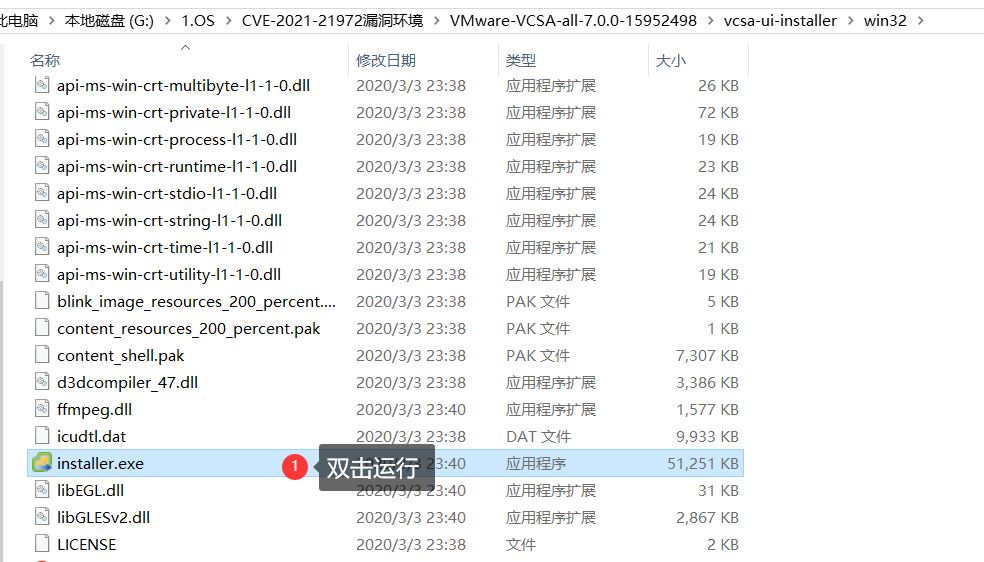 比电脑 > 本地磁盘 (G:) > 1.OS > CVE-2021-21972漏洞环境 > VMware-VCSA-all-7.0.0-15952498 > vcsa-ui-installer > win32 >
名称 修改日期 类型 大小
api-ms-win-crt-multibyte-l1-1-0.dll 2020/3/3 23:38 应用程序扩展 26 KB
api-ms-win-crt-private-l1-1-0.dll 2020/3/3 23:38 应用程序扩展 72 KB
api-ms-win-crt-process-l1-1-0.dll 2020/3/3 23:38 应用程序扩展 19 KB
api-ms-win-crt-runtime-l1-1-0.dll 2020/3/3 23:38 应用程序扩展 23 KB
api-ms-win-crt-stdio-l1-1-0.dll 2020/3/3 23:38 应用程序扩展 24 KB
api-ms-win-crt-string-l1-1-0.dll 2020/3/3 23:38 应用程序扩展 24 KB
api-ms-win-crt-time-l1-1-0.dll 2020/3/3 23:38 应用程序扩展 21 KB
api-ms-win-crt-utility-l1-1-0.dll 2020/3/3 23:38 应用程序扩展 19 KB
blink_image_resources_200_percent.... 2020/3/3 23:38 PAK 文件 5 KB
content_resources_200_percent.pak 2020/3/3 23:38 PAK 文件 1 KB
content_shell.pak 2020/3/3 23:38 PAK 文件 7,307 KB
d3dcompiler_47.dll 2020/3/3 23:38 应用程序扩展 3,386 KB
ffmpeg.dll 2020/3/3 23:40 应用程序扩展 1,577 KB
icudtl.dat 2020/3/3 23:38 DAT 文件 9,933 KB
installer.exe 1 双击运行 23:40 应用程序 51,251 KB
libEGL.dll 2020/3/3 23:40 应用程序扩展 31 KB
libGLESv2.dll 2020/3/3 23:40 应用程序扩展 2,867 KB
LICENSE 2020/3/3 23:38 文件 2 KB